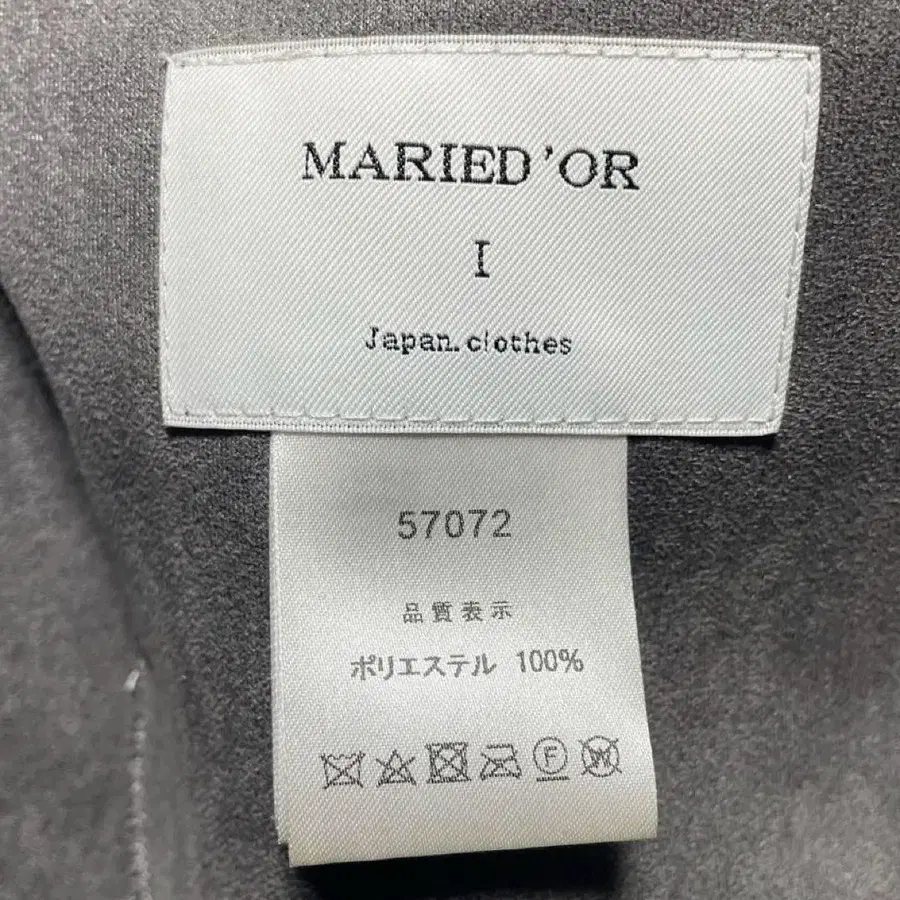 MARIED'OR
I
Japan.clothes
57072
品質表示
ポリエステル 100%
F W